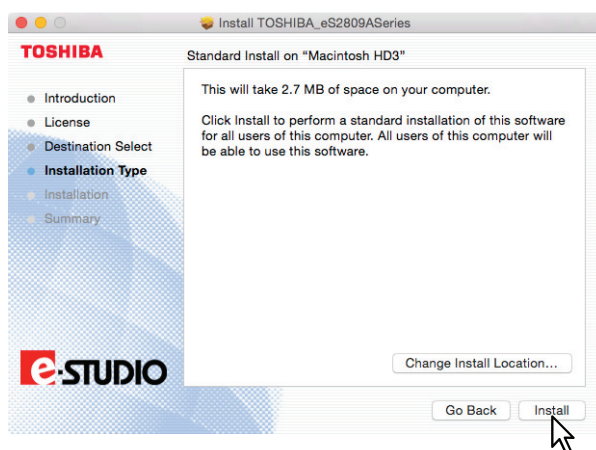 Install TOSHIBA_eS2809ASeries
TOSHIBA
Standard Install on “Macintosh HD3”
Introduction
License
Destination Select
Installation Type
Installation
Summary
This will take 2.7 MB of space on your computer.
Click Install to perform a standard installation of this software
for all users of this computer. All users of this computer will
be able to use this software.
Change Install Location...
e-STUDIO
Go Back
Install